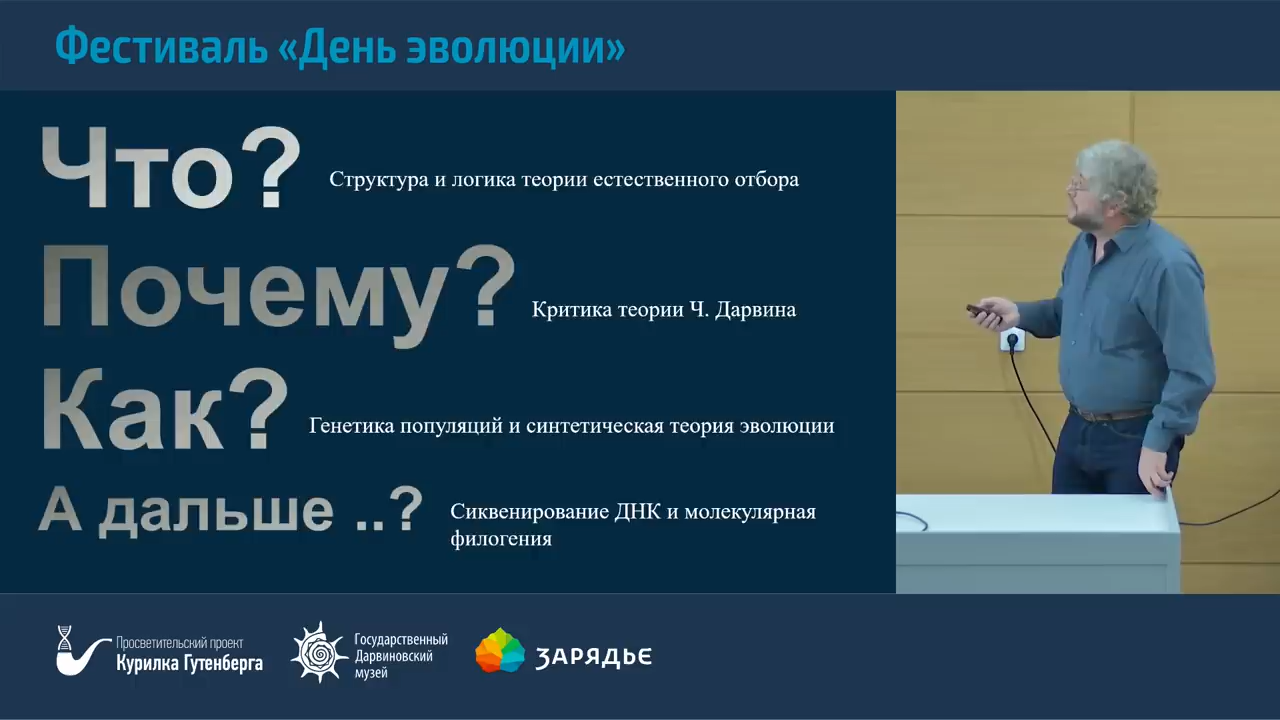 Фестиваль «День эволюции»
Что?
Структура и логика теории естественного отбора
Почему?
Критика теории Ч. Дарвина
Как?
Генетика популяций и синтетическая теория эволюции
А дальше ..?
Сиквенирование ДНК и молекулярная
филогения
Просветительский проект
Курилка Гутенберга
Государственный
Дарвиновский
музей
ЗАРЯДЬЕ